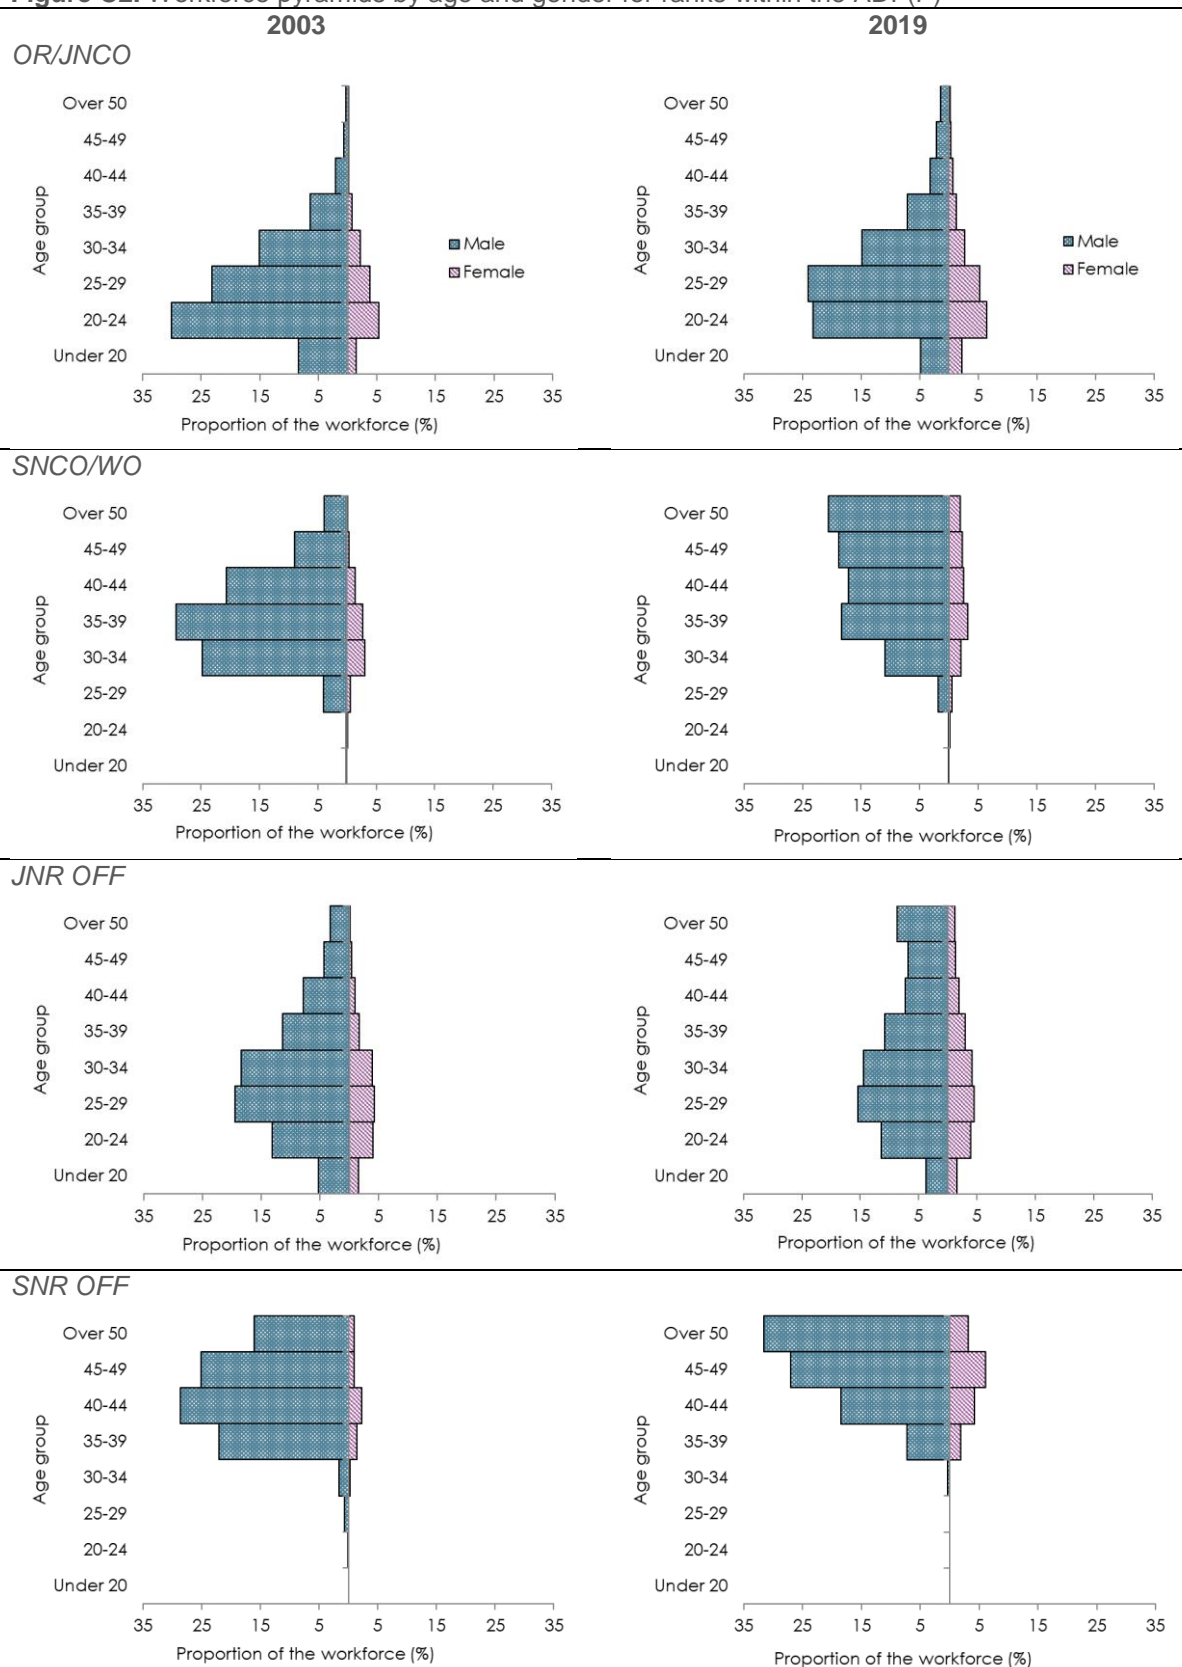 2003 2019
OR/JNCO
Over 50
45-49
40-44
35-39
30-34
25-29
20-24
Under 20
Age group
Male
Female
35 25 15 5 5 15 25 35
Proportion of the workforce (%)
Over 50
45-49
40-44
35-39
30-34
25-29
20-24
Under 20
Age group
Male
Female
35 25 15 5 5 15 25 35
Proportion of the workforce (%)
SNCO/WO
Over 50
45-49
40-44
35-39
30-34
25-29
20-24
Under 20
Age group
35 25 15 5 5 15 25 35
Proportion of the workforce (%)
Over 50
45-49
40-44
35-39
30-34
25-29
20-24
Under 20
Age group
35 25 15 5 5 15 25 35
Proportion of the workforce (%)
JNR OFF
Over 50
45-49
40-44
35-39
30-34
25-29
20-24
Under 20
Age group
35 25 15 5 5 15 25 35
Proportion of the workforce (%)
Over 50
45-49
40-44
35-39
30-34
25-29
20-24
Under 20
Age group
35 25 15 5 5 15 25 35
Proportion of the workforce (%)
SNR OFF
Over 50
45-49
40-44
35-39
30-34
25-29
20-24
Under 20
Age group
35 25 15 5 5 15 25 35
Proportion of the workforce (%)
Over 50
45-49
40-44
35-39
30-34
25-29
20-24
Under 20
Age group
35 25 15 5 5 15 25 35
Proportion of the workforce (%)